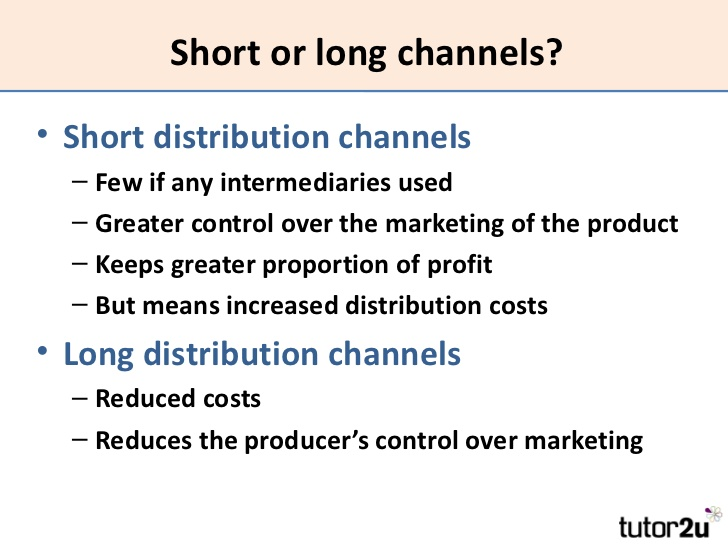 Short or long channels?
• Short distribution channels
– Few if any intermediaries used
– Greater control over the marketing of the product
– Keeps greater proportion of profit
– But means increased distribution costs
• Long distribution channels
– Reduced costs
– Reduces the producer’s control over marketing
tutor2u